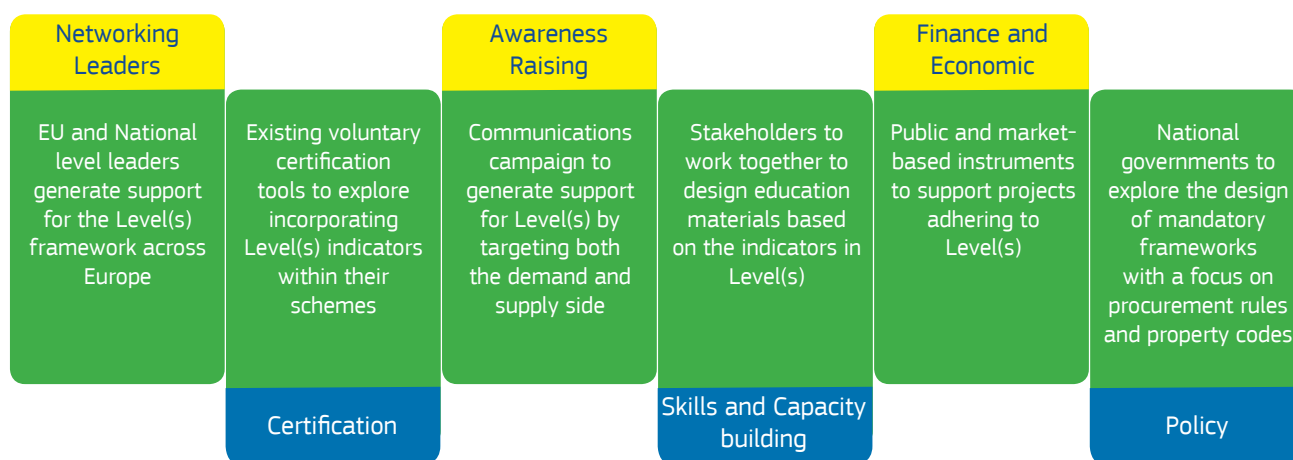 Networking
Leaders
EU and National
level leaders
generate support
for the Level(s)
framework across
Europe
Existing voluntary
certification
tools to explore
incorporating
Level(s) indicators
within their
schemes
Certification
Awareness
Raising
Communications
campaign to
generate support
for Level(s) by
targeting both
the demand and
supply side
Stakeholders to
work together to
design education
materials based
on the indicators in
Level(s)
Skills and Capacity
building
Finance and
Economic
Public and market-
based instruments
to support projects
adhering to
Level(s)
National
governments to
explore the design
of mandatory
frameworks
with a focus on
procurement rules
and property codes
Policy